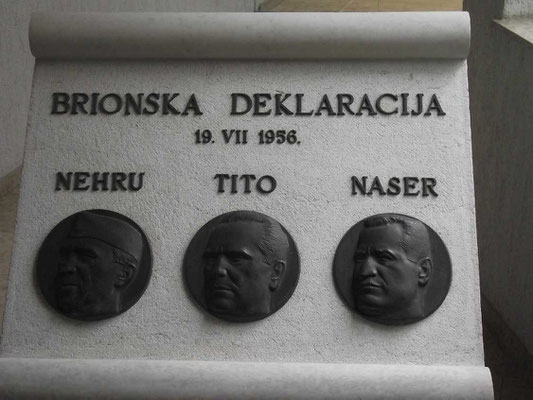 BRIONSKA DEKLARACIJA
19. VII 1956.
NEHRU TITO NASER